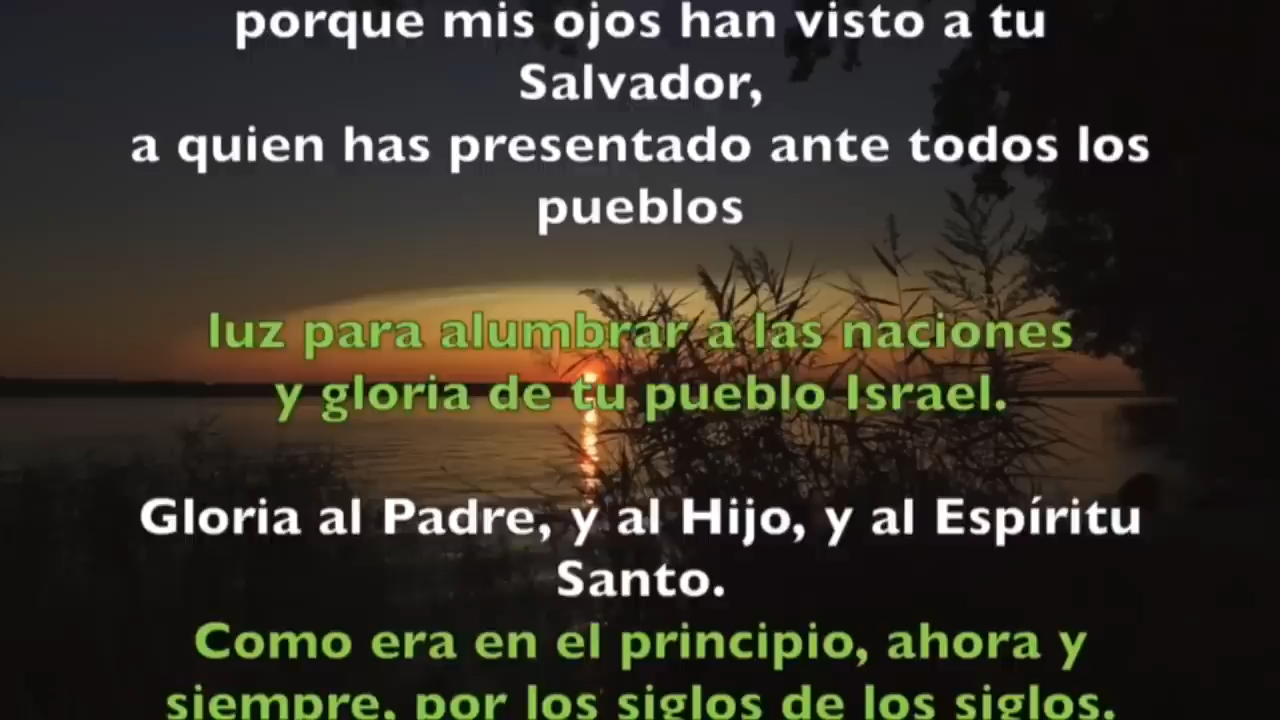 porque mis ojos han visto a tu
Salvador,
a quien has presentado ante todos los
pueblos
luz para alumbrar a las naciones
y gloria de tu pueblo Israel.
Gloria al Padre, y al Hijo, y al Espíritu
Santo.
Como era en el principio, ahora y
siempre, por los siglos de los siglos.